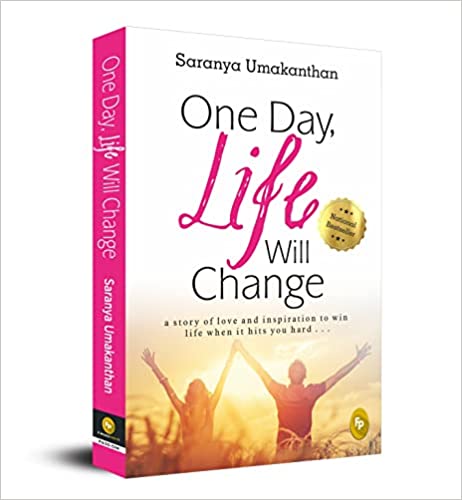 Saranya Umakanthan
One Day,
Life
Will
Change
National
Bestseller
a story of love and inspiration to win
life when it hits you hard . . .
FP
One Day, Life Will Change
Saranya Umakanthan
FP